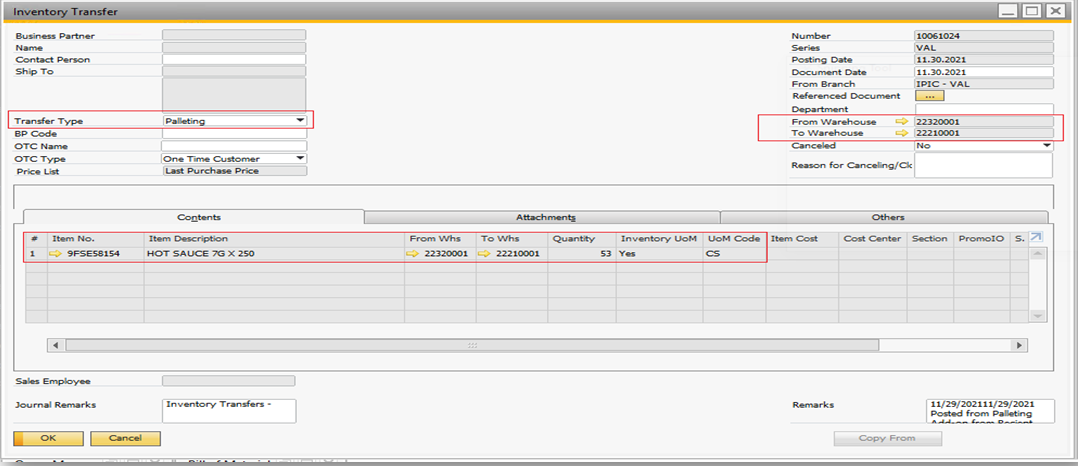 Inventory Transfer
Business Partner
Name
Contact Person
Ship To
Number 10061024
Series VAL
Posting Date 11.30.2021
Document Date 11.30.2021
From Branch IPIC - VAL
Referenced Document ...
Department
Transfer Type Palleting
BP Code
OTC Name
OTC Type One Time Customer
Price List Last Purchase Price
From Warehouse 22320001
To Warehouse 22210001
Canceled No
Reason for Canceling/Clo
Contents Attachments Others
# Item No. Item Description From Whs To Whs Quantity Inventory UoM UoM Code Item Cost Cost Center Section PromoIO S.
1 9FSE58154 HOT SAUCE 7G X 250 22320001 22210001 53 Yes CS
Sales Employee
Journal Remarks Inventory Transfers -
Remarks 11/29/202111/29/2021
Posted from Palleting
Add-on from Recipt
OK Cancel Copy From